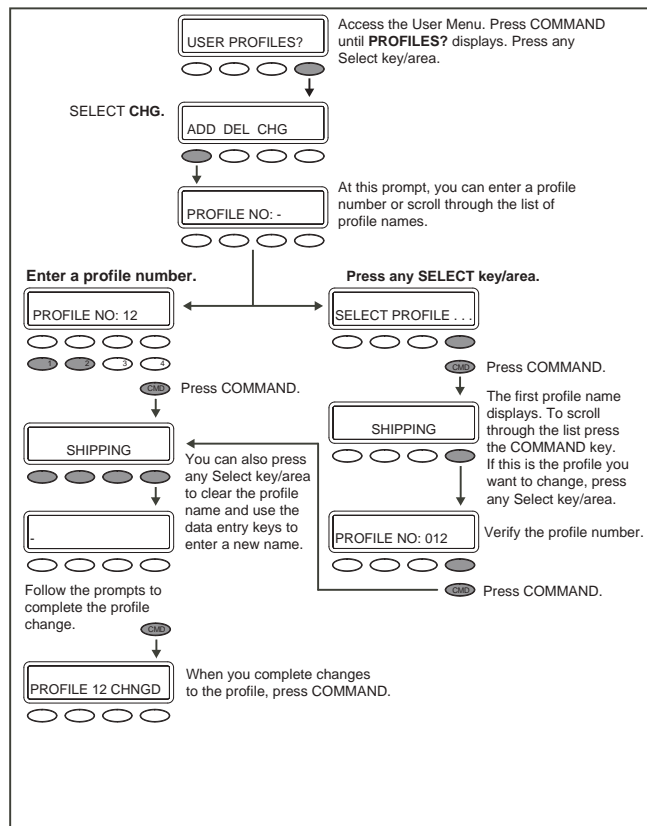 USER PROFILES?
Access the User Menu. Press COMMAND
until PROFILES? displays. Press any
Select key/area.
SELECT CHG.
ADD DEL CHG
PROFILE NO: -
At this prompt, you can enter a profile
number or scroll through the list of
profile names.
Enter a profile number.
PROFILE NO: 12
1 2 3 4
CMD Press COMMAND.
SHIPPING
You can also press
any Select key/area
to clear the profile
name and use the
data entry keys to
enter a new name.
-
Follow the prompts to
complete the profile
change.
CMD
PROFILE 12 CHNGD
When you complete changes
to the profile, press COMMAND.
Press any SELECT key/area.
SELECT PROFILE . . .
CMD Press COMMAND.
The first profile name
displays. To scroll
through the list press
the COMMAND key.
If this is the profile you
want to change, press
any Select key/area.
SHIPPING
PROFILE NO: 012
Verify the profile number.
CMD Press COMMAND.